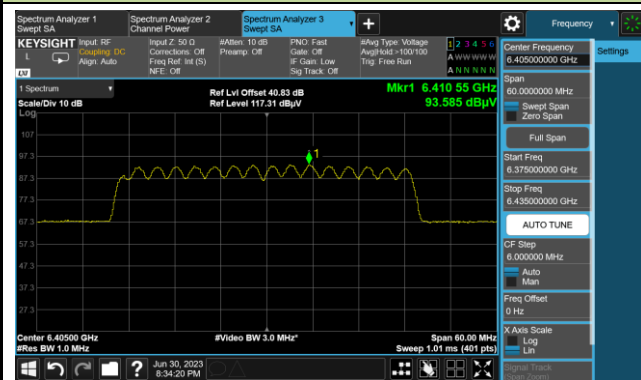 Spectrum Analyzer 1
Swept SA
Spectrum Analyzer 2
Channel Power
Spectrum Analyzer 3
Swept SA
Frequency
KEYSIGHT
L
LXI
Input: RF
Coupling: DC
Align: Auto
Input Z: 50 Ω
Corrections: Off
Freq Ref: Int (S)
NFE: Off
#Atten: 10 dB
Preamp: Off
PNO: Fast
Gate: Off
IF Gain: Low
Sig Track: Off
#Avg Type: Voltage
Avg|Hold:>100/100
Trig: Free Run
1 2 3 4 5 6
A W W W W W
A N N N N N
1 Spectrum
Scale/Div 10 dB
Log
Ref Lvl Offset 40.83 dB
Ref Level 117.31 dBµV
Mkr1 6.410 55 GHz
93.585 dBµV
107
97.3
87.3
77.3
67.3
57.3
47.3
37.3
27.3
1
Center 6.40500 GHz
#Res BW 1.0 MHz
#Video BW 3.0 MHz*
Span 60.00 MHz
Sweep 1.01 ms (401 pts)
Center Frequency
6.405000000 GHz
Settings
Span
60.0000000 MHz
Swept Span
Zero Span
Full Span
Start Freq
6.375000000 GHz
Stop Freq
6.435000000 GHz
AUTO TUNE
CF Step
6.000000 MHz
Auto
Man
Freq Offset
0 Hz
X Axis Scale
Log
Lin
Signal Track
(Span Zoom)
Jun 30, 2023
8:34:20 PM